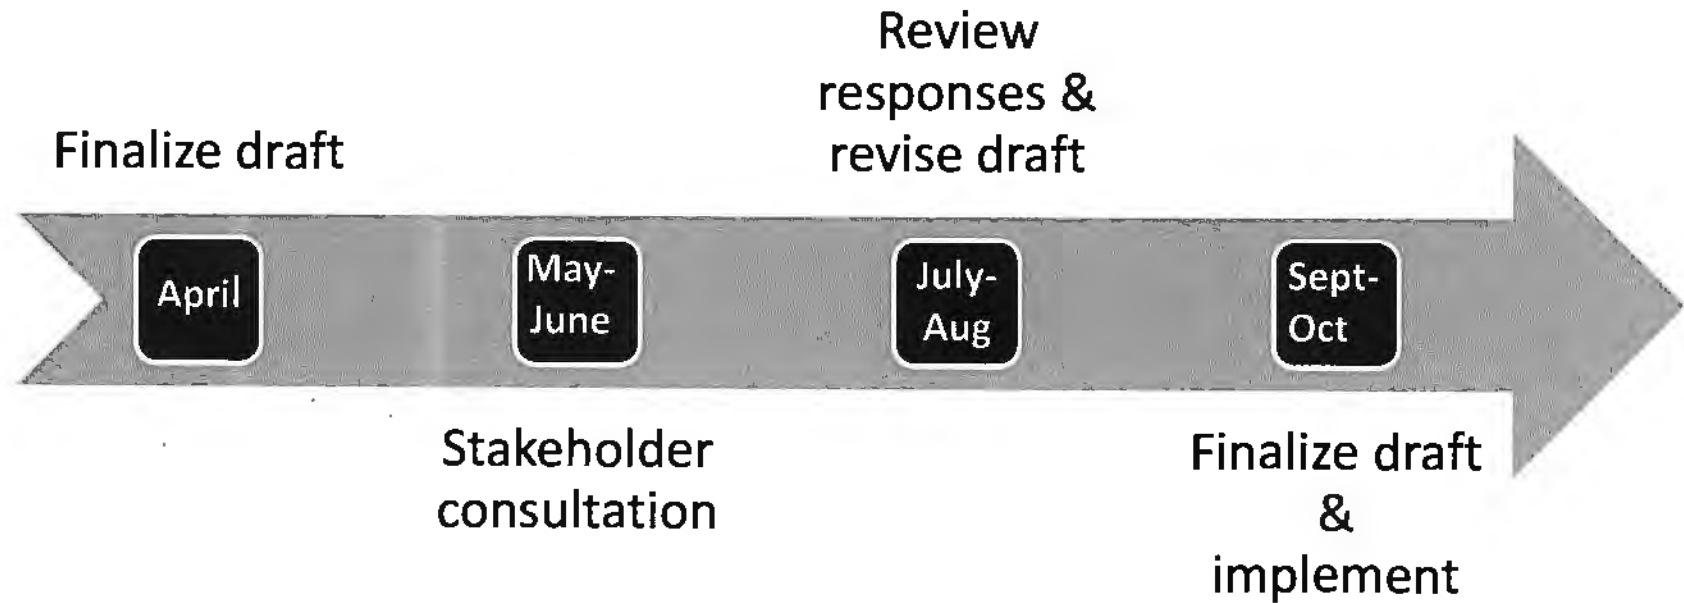 Finalize draft
April
May-
June
Stakeholder
consultation
Review
responses &
revise draft
July-
Aug
Sept-
Oct
Finalize draft
&
implement